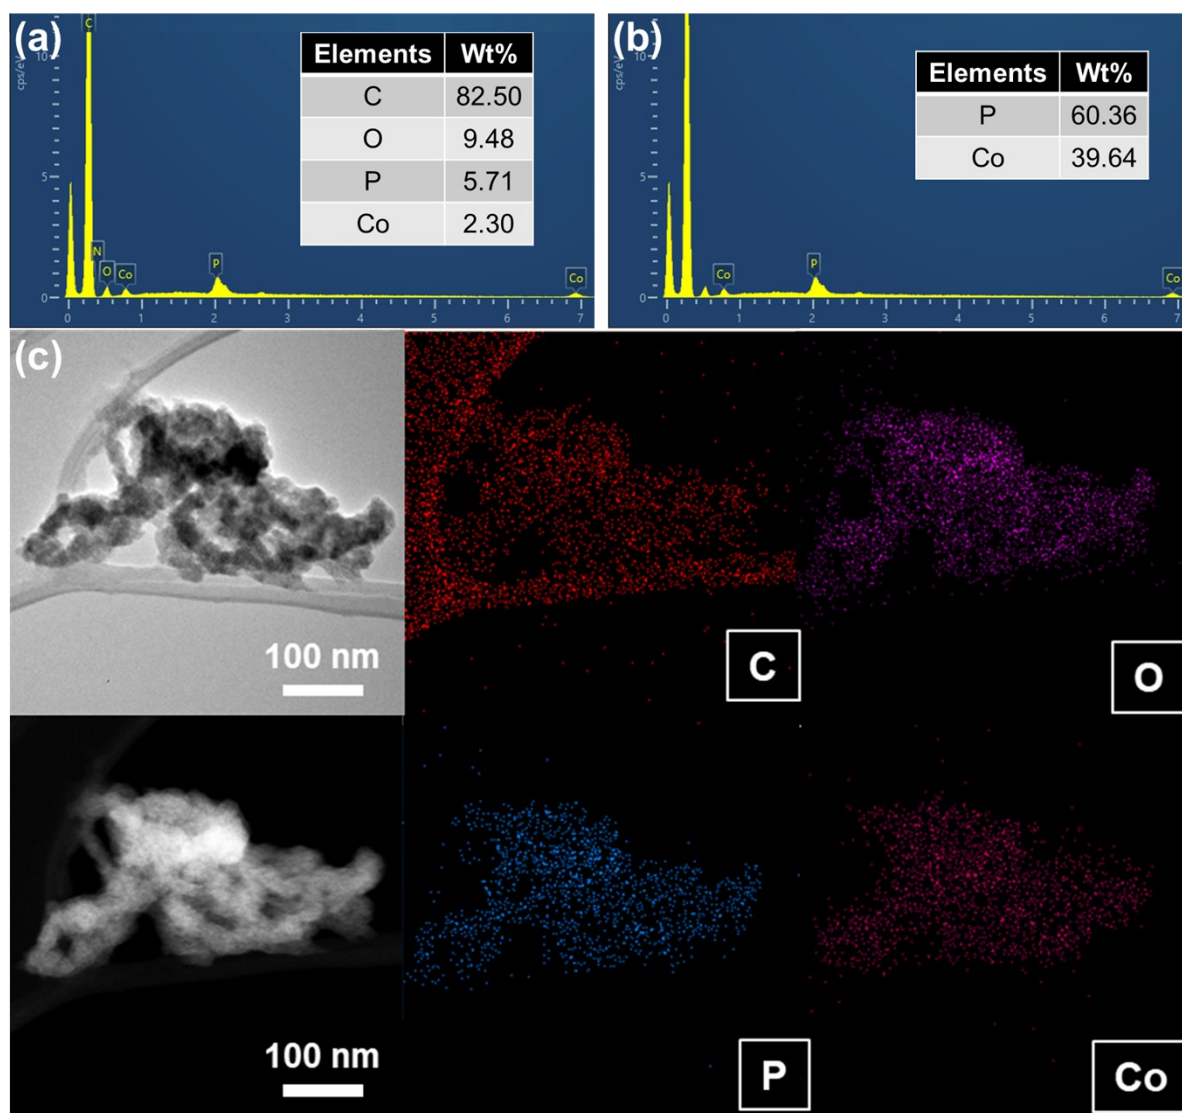 (a)
cps/eV
10
5
0
C
N
O
Co
P
Co
0 1 2 3 4 5 6 7
Elements Wt%
C 82.50
O 9.48
P 5.71
Co 2.30
(b)
cps/eV
10
5
0
Co
P
Co
0 1 2 3 4 5 6 7
Elements Wt%
P 60.36
Co 39.64
(c)
100 nm
C
O
100 nm
P
Co